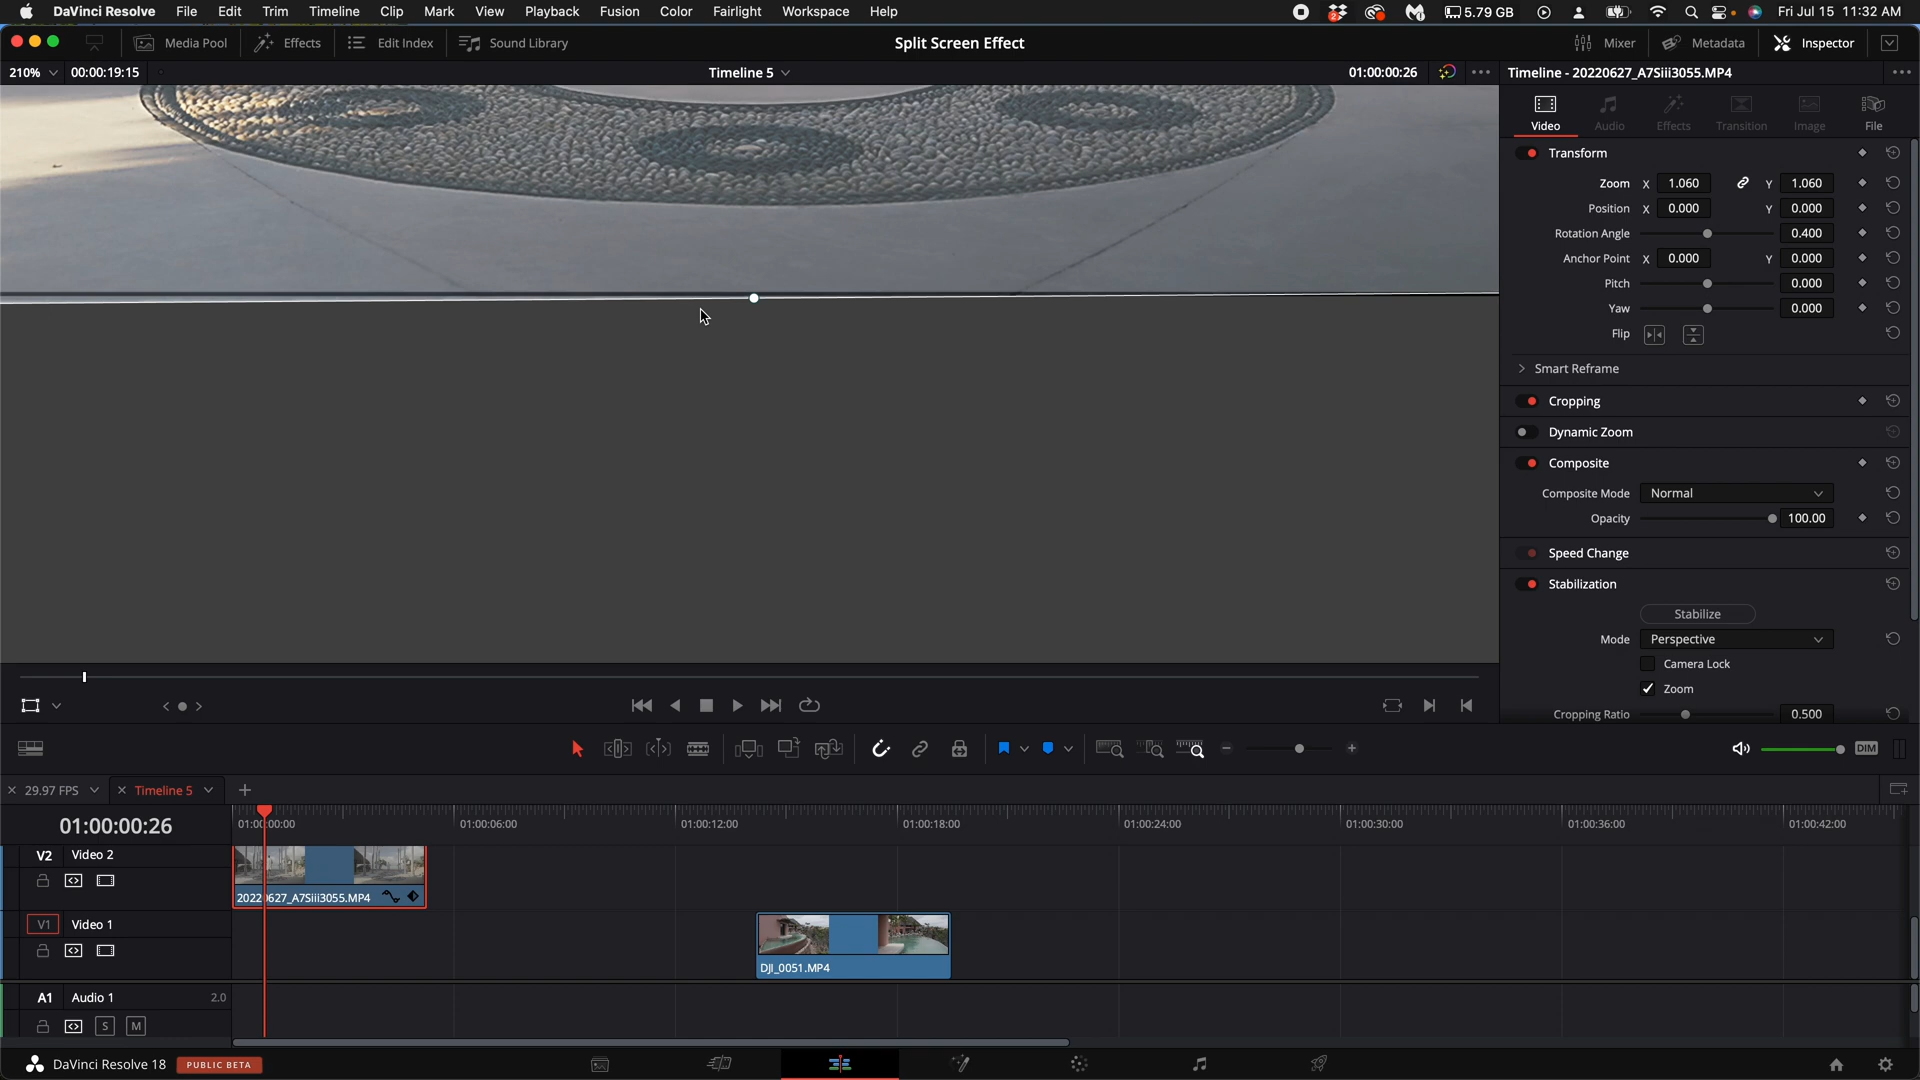 DaVinci Resolve File Edit Trim Timeline Clip Mark View Playback Fusion Color Fairlight Workspace Help 5.79 GB Fri Jul 15 11:32 AM
Media Pool Effects Edit Index Sound Library Split Screen Effect Mixer Metadata Inspector
210% 00:00:19:15 Timeline 5 01:00:00:26 Timeline - 20220627_A7Siii3055.MP4
Video Audio Effects Transition Image File
Transform
Zoom X 1.060 Y 1.060
Position X 0.000 Y 0.000
Rotation Angle 0.400
Anchor Point X 0.000 Y 0.000
Pitch 0.000
Yaw 0.000
Flip
Smart Reframe
Cropping
Dynamic Zoom
Composite
Composite Mode Normal
Opacity 100.00
Speed Change
Stabilization
Stabilize
Mode Perspective
Camera Lock
Zoom
Cropping Ratio 0.500
DIM
29.97 FPS Timeline 5
01:00:00:26 01:00:00:00 01:00:06:00 01:00:12:00 01:00:18:00 01:00:24:00 01:00:30:00 01:00:36:00 01:00:42:00
V2 Video 2
20220627_A7Siii3055.MP4
V1 Video 1
DJI_0051.MP4
A1 Audio 1 2.0
S M
DaVinci Resolve 18 PUBLIC BETA